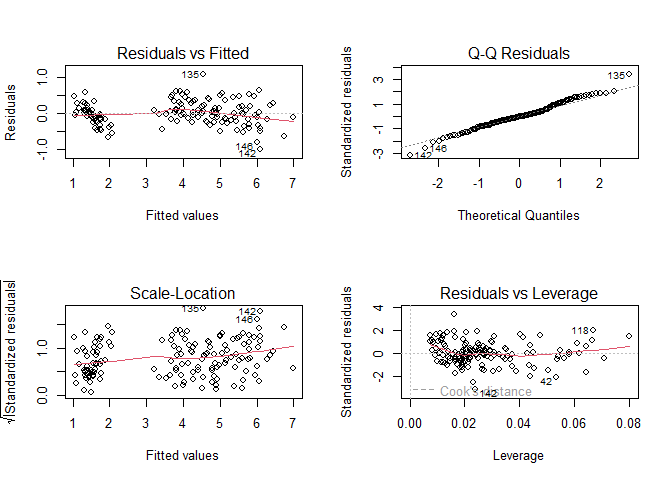 Residuals vs Fitted
Residuals
-1.0 0.0 1.0
135
146
142
1 2 3 4 5 6 7
Fitted values
Q-Q Residuals
Standardized residuals
-3 -1 1 3
135
146
142
-2 -1 0 1 2
Theoretical Quantiles
Scale-Location
√|Standardized residuals|
0.0 1.0
135
142
146
1 2 3 4 5 6 7
Fitted values
Residuals vs Leverage
Standardized residuals
-2 0 2 4
118
42
142
Cook's distance
0.00 0.02 0.04 0.06 0.08
Leverage